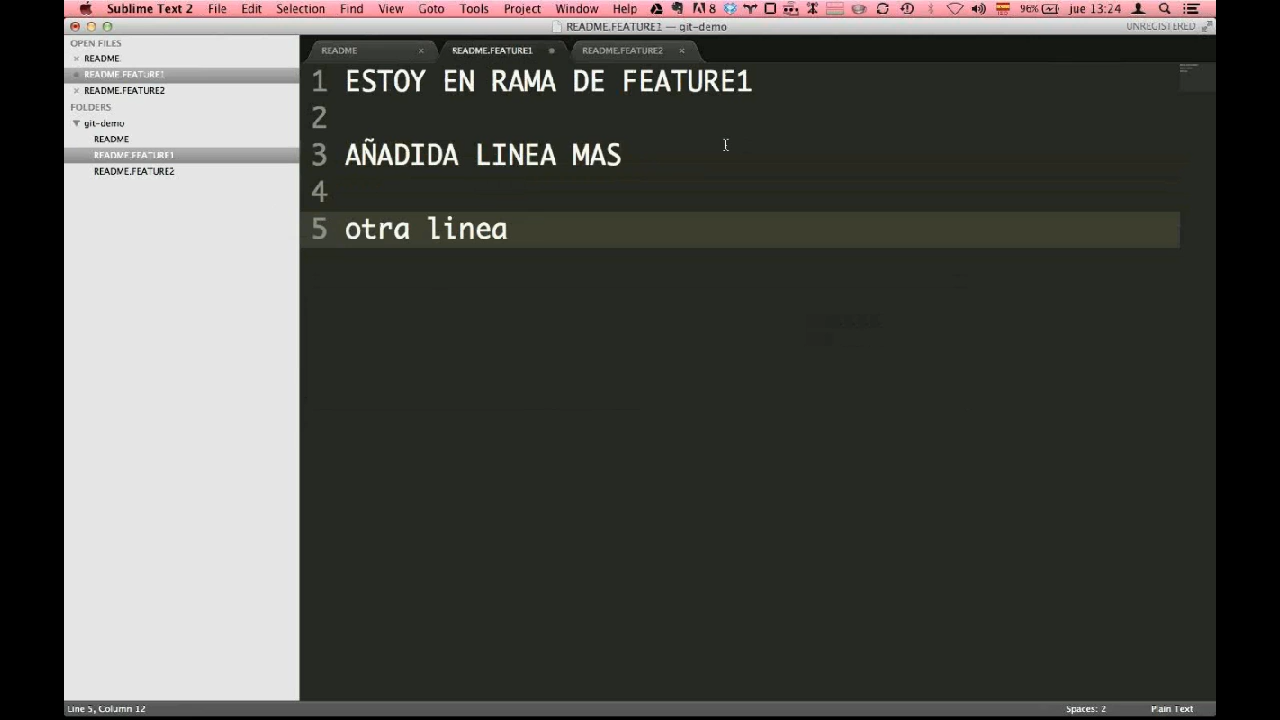 Sublime Text 2 File Edit Selection Find View Goto Tools Project Window Help 8 96% jue 13:24
README.FEATURE1 — git-demo UNREGISTERED
OPEN FILES
README
README.FEATURE1
README.FEATURE2
FOLDERS
git-demo
README
README.FEATURE1
README.FEATURE2
README README.FEATURE1 README.FEATURE2
1 ESTOY EN RAMA DE FEATURE1
2
3 AÑADIDA LINEA MAS
4
5 otra linea
Line 5, Column 12 Spaces: 2 Plain Text